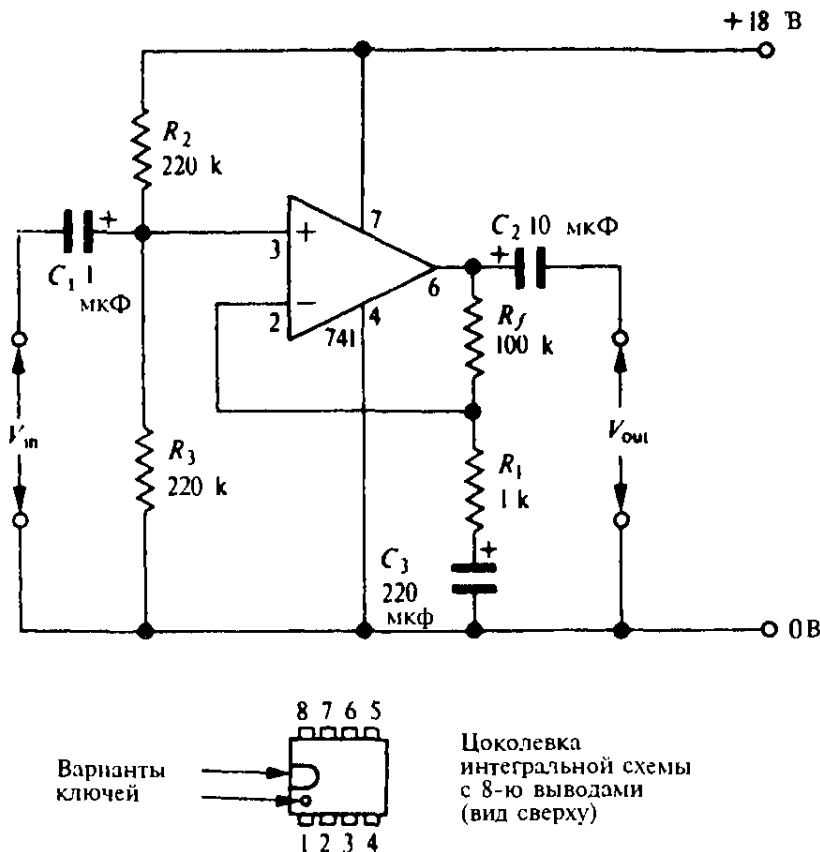 +18 В
R2
220 k
C1 1
мкФ
+
3
+
7
C2 10 мкФ
+
6
2
−
4
741
Rf
100 k
Vin
R3
220 k
R1
1 k
Vout
C3
220
мкф
+
0 В
8 7 6 5
Варианты
ключей
1 2 3 4
Цоколевка
интегральной схемы
с 8-ю выводами
(вид сверху)